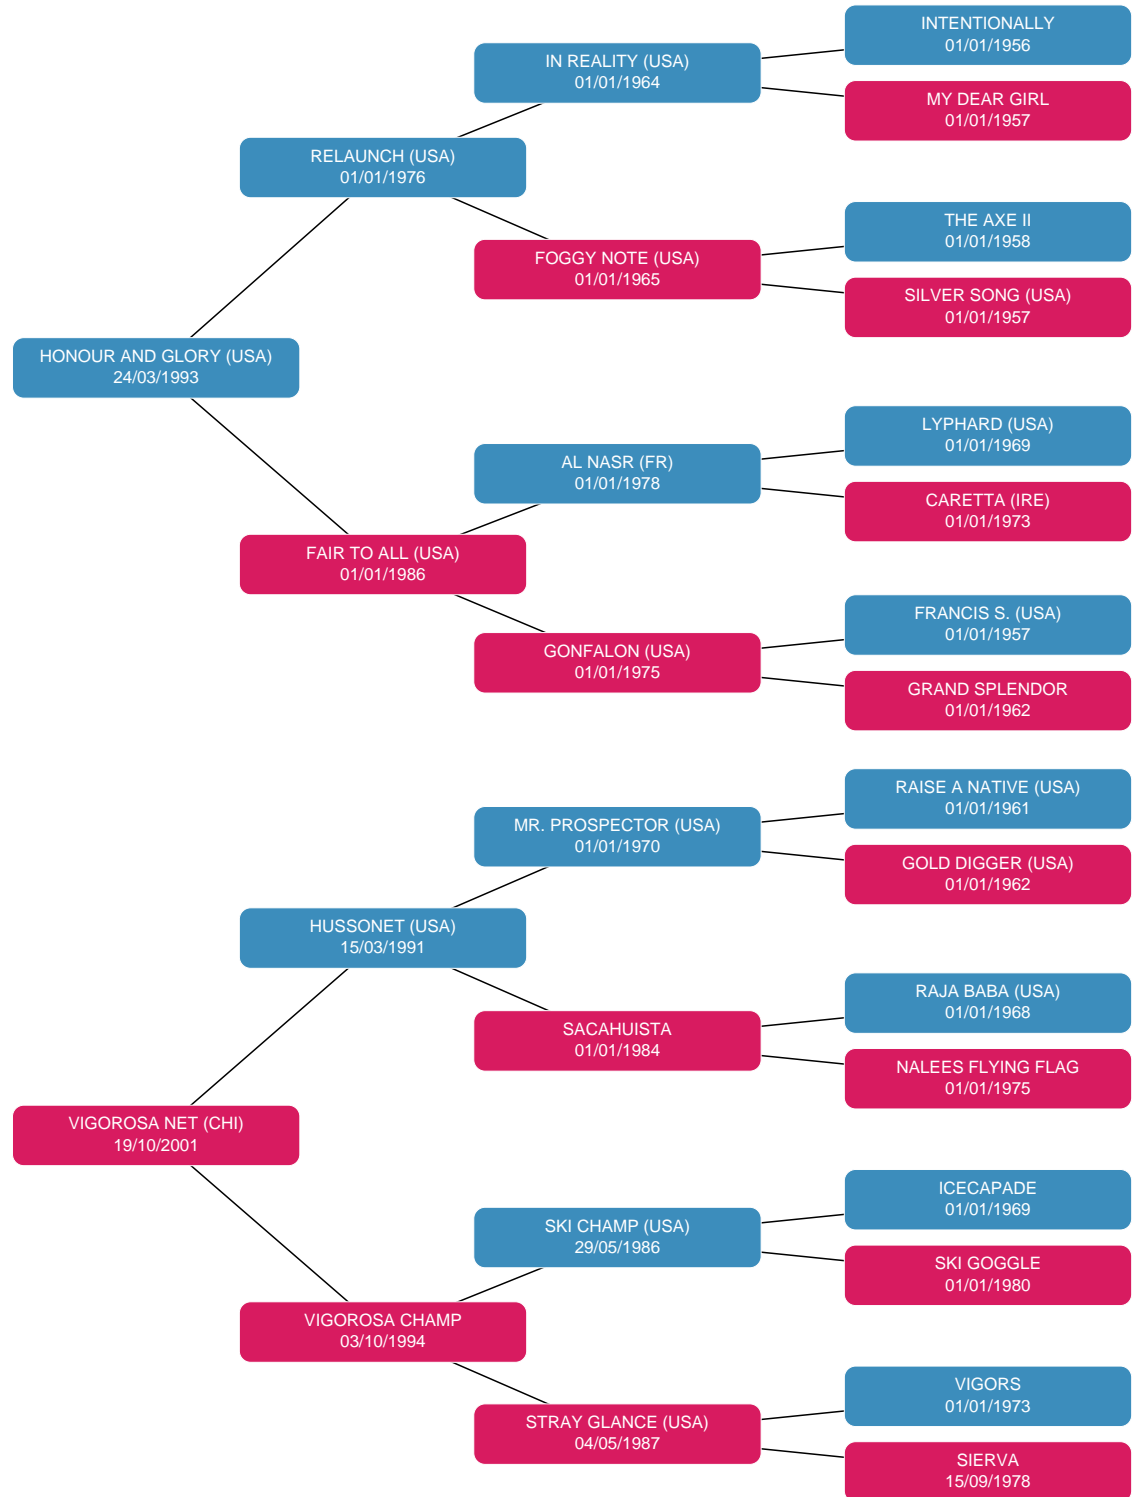 INTENTIONALLY
01/01/1956
IN REALITY (USA)
01/01/1964
MY DEAR GIRL
01/01/1957
RELAUNCH (USA)
01/01/1976
THE AXE II
01/01/1958
FOGGY NOTE (USA)
01/01/1965
SILVER SONG (USA)
01/01/1957
HONOUR AND GLORY (USA)
24/03/1993
LYPHARD (USA)
01/01/1969
AL NASR (FR)
01/01/1978
CARETTA (IRE)
01/01/1973
FAIR TO ALL (USA)
01/01/1986
FRANCIS S. (USA)
01/01/1957
GONFALON (USA)
01/01/1975
GRAND SPLENDOR
01/01/1962
RAISE A NATIVE (USA)
01/01/1961
MR. PROSPECTOR (USA)
01/01/1970
GOLD DIGGER (USA)
01/01/1962
HUSSONET (USA)
15/03/1991
RAJA BABA (USA)
01/01/1968
SACAHUISTA
01/01/1984
NALEES FLYING FLAG
01/01/1975
VIGOROSA NET (CHI)
19/10/2001
ICECAPADE
01/01/1969
SKI CHAMP (USA)
29/05/1986
SKI GOGGLE
01/01/1980
VIGOROSA CHAMP
03/10/1994
VIGORS
01/01/1973
STRAY GLANCE (USA)
04/05/1987
SIERVA
15/09/1978